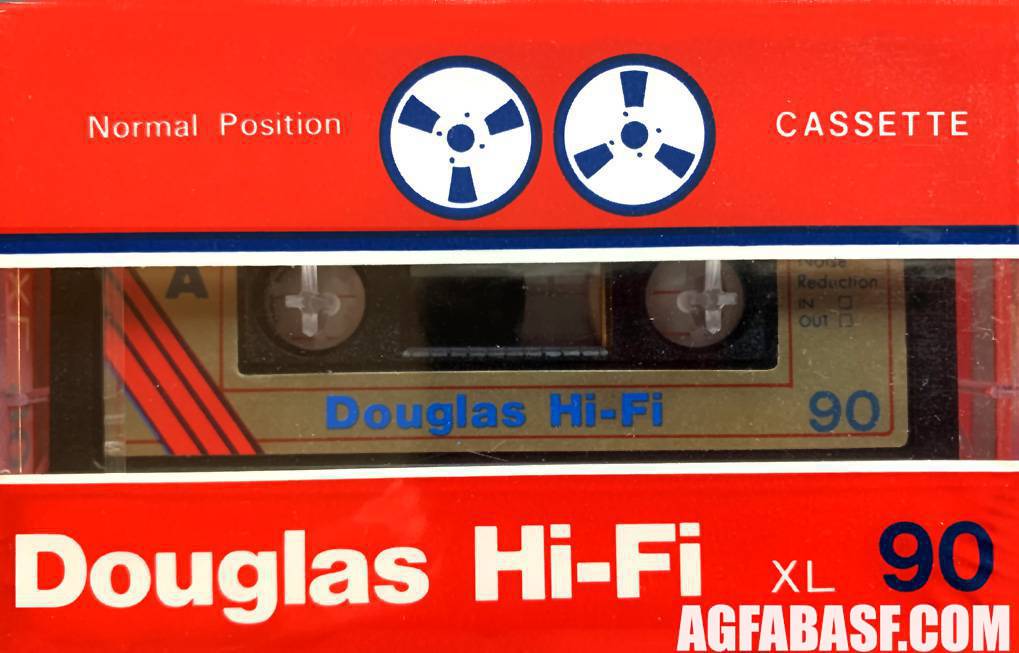 Normal Position
CASSETTE
A
Noise
Reduction
IN
OUT
Douglas Hi-Fi
90
Douglas Hi-Fi
XL
90
AGFABASF.COM